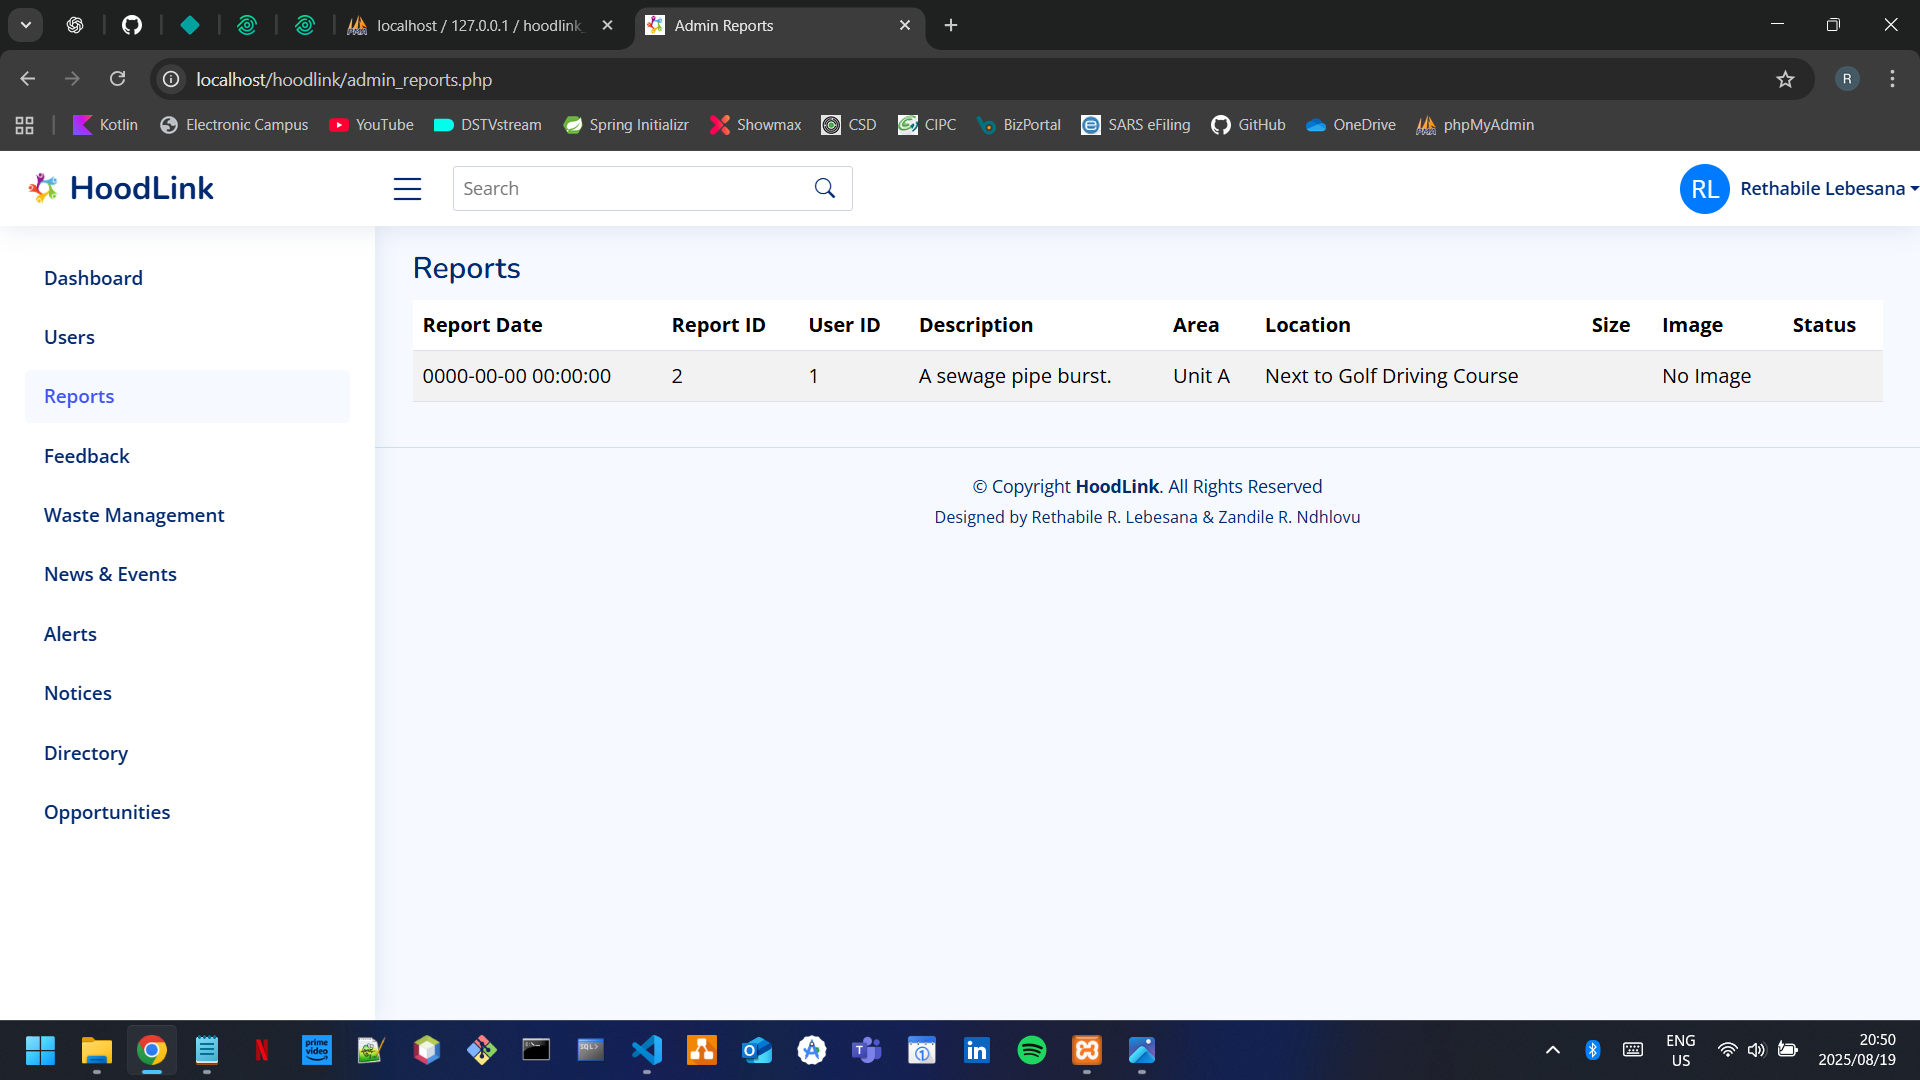 localhost / 127.0.0.1 / hoodlink_
Admin Reports
localhost/hoodlink/admin_reports.php
R
Kotlin
Electronic Campus
YouTube
DSTVstream
Spring Initializr
Showmax
CSD
CIPC
BizPortal
SARS eFiling
GitHub
OneDrive
phpMyAdmin
HoodLink
Search
RL Rethabile Lebesana
Dashboard
Users
Reports
Feedback
Waste Management
News & Events
Alerts
Notices
Directory
Opportunities
Reports
Report Date Report ID User ID Description Area Location Size Image Status
0000-00-00 00:00:00 2 1 A sewage pipe burst. Unit A Next to Golf Driving Course No Image
© Copyright HoodLink. All Rights Reserved
Designed by Rethabile R. Lebesana & Zandile R. Ndhlovu
prime video
ENG
US
20:50
2025/08/19